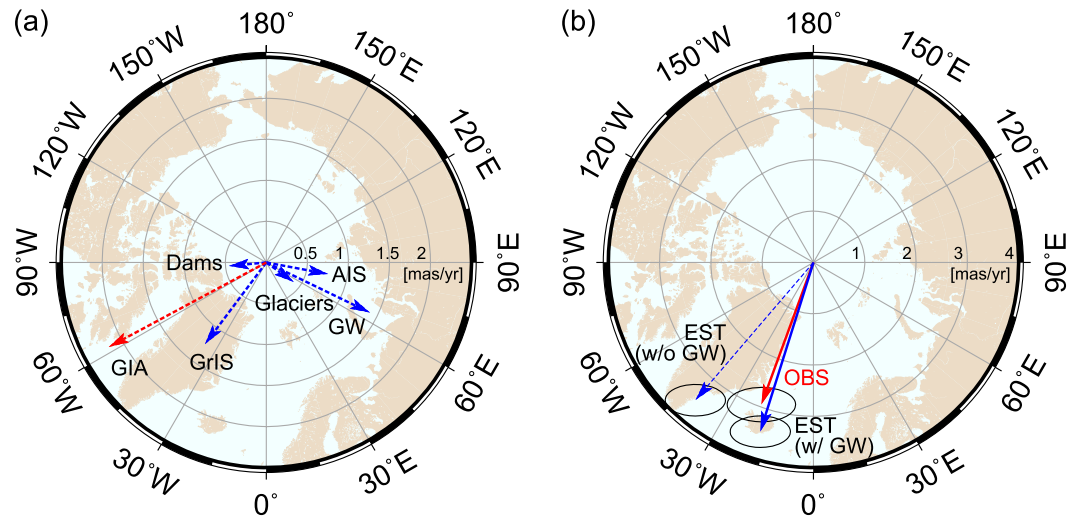 (a)
180°
150°W
150°E
120°W
120°E
90°W
90°E
0.5 1 1.5 2
[mas/yr]
Dams
AIS
Glaciers
GW
GrIS
GIA
60°W
60°E
30°W
30°E
0°
(b)
180°
150°W
150°E
120°W
120°E
90°W
90°E
1 2 3 4
[mas/yr]
EST
(w/o GW)
OBS
EST
(w/ GW)
60°W
60°E
30°W
30°E
0°